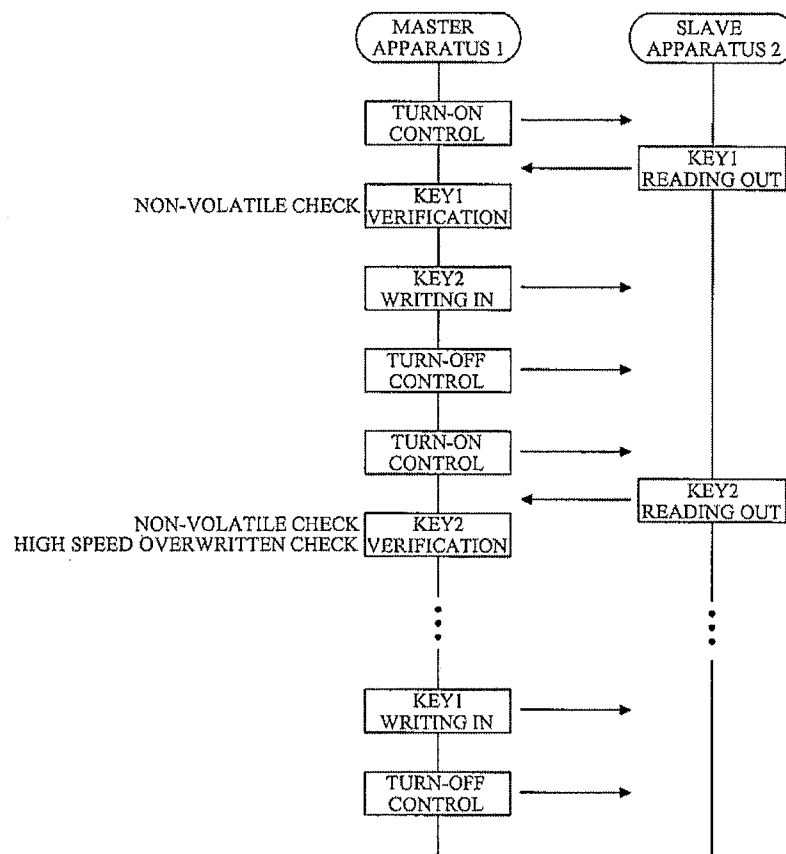 MASTER
APPARATUS 1
SLAVE
APPARATUS 2
TURN-ON
CONTROL
KEY1
READING OUT
NON-VOLATILE CHECK
KEY1
VERIFICATION
KEY2
WRITING IN
TURN-OFF
CONTROL
TURN-ON
CONTROL
KEY2
READING OUT
NON-VOLATILE CHECK
HIGH SPEED OVERWRITTEN CHECK
KEY2
VERIFICATION
KEY1
WRITING IN
TURN-OFF
CONTROL